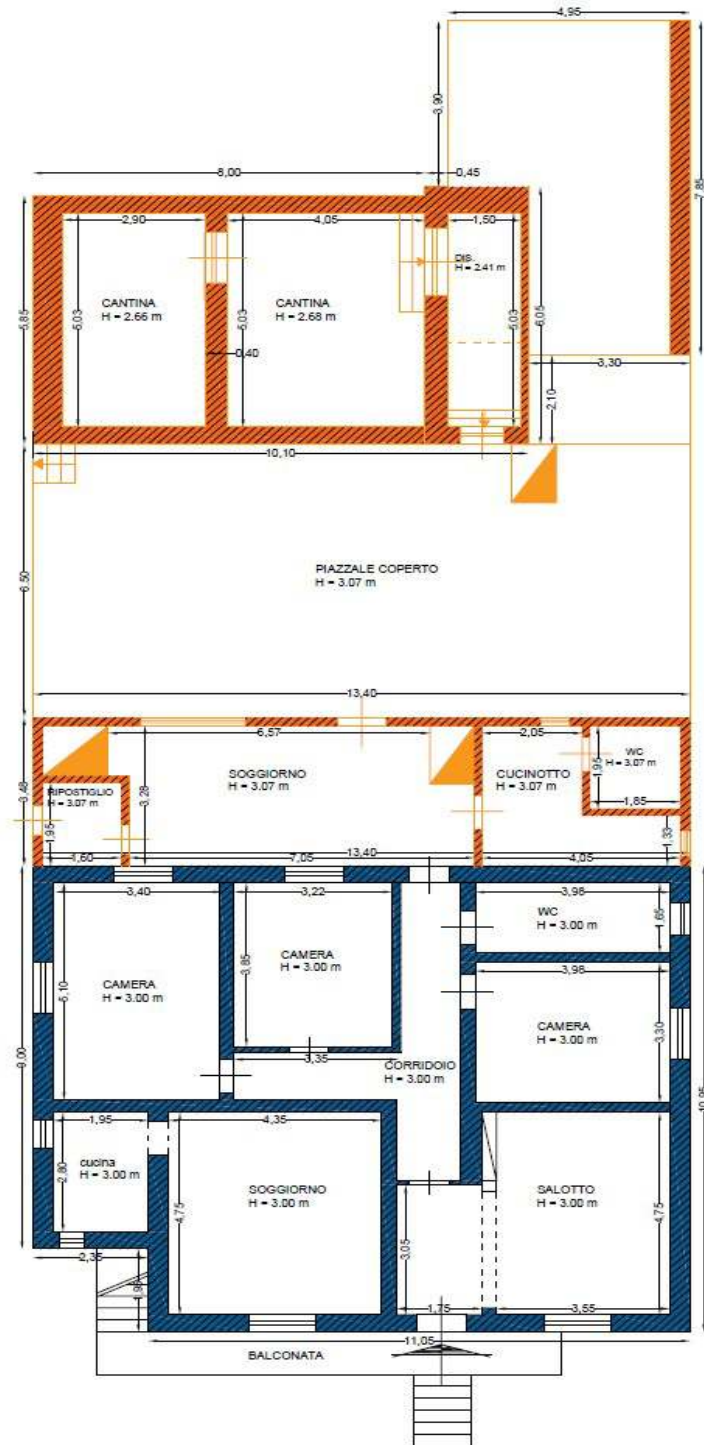 4,95
3,90
7,85
8,00
0,45
2,90
4,05
1,50
DIS.
H = 2.41 m
CANTINA
H = 2.66 m
CANTINA
H = 2.68 m
5,85
5,03
5,03
5,03
6,05
0,40
3,30
2,10
10,10
PIAZZALE COPERTO
H = 3.07 m
6,50
13,40
6,57
2,05
WC
H = 3.07 m
SOGGIORNO
H = 3.07 m
CUCINOTTO
H = 3.07 m
1,95
3,48
RIPOSTIGLIO
H = 3.07 m
3,28
1,85
1,95
1,33
1,60
7,05
13,40
4,05
3,40
3,22
3,98
WC
H = 3.00 m
1,65
CAMERA
H = 3.00 m
3,85
3,98
CAMERA
H = 3.00 m
5,10
CAMERA
H = 3.00 m
3,30
3,35
CORRIDOIO
H = 3.00 m
9,00
10,95
1,95
4,35
cucina
H = 3.00 m
2,80
SOGGIORNO
H = 3.00 m
4,75
SALOTTO
H = 3.00 m
4,75
3,05
2,35
1,95
1,75
3,55
11,05
BALCONATA